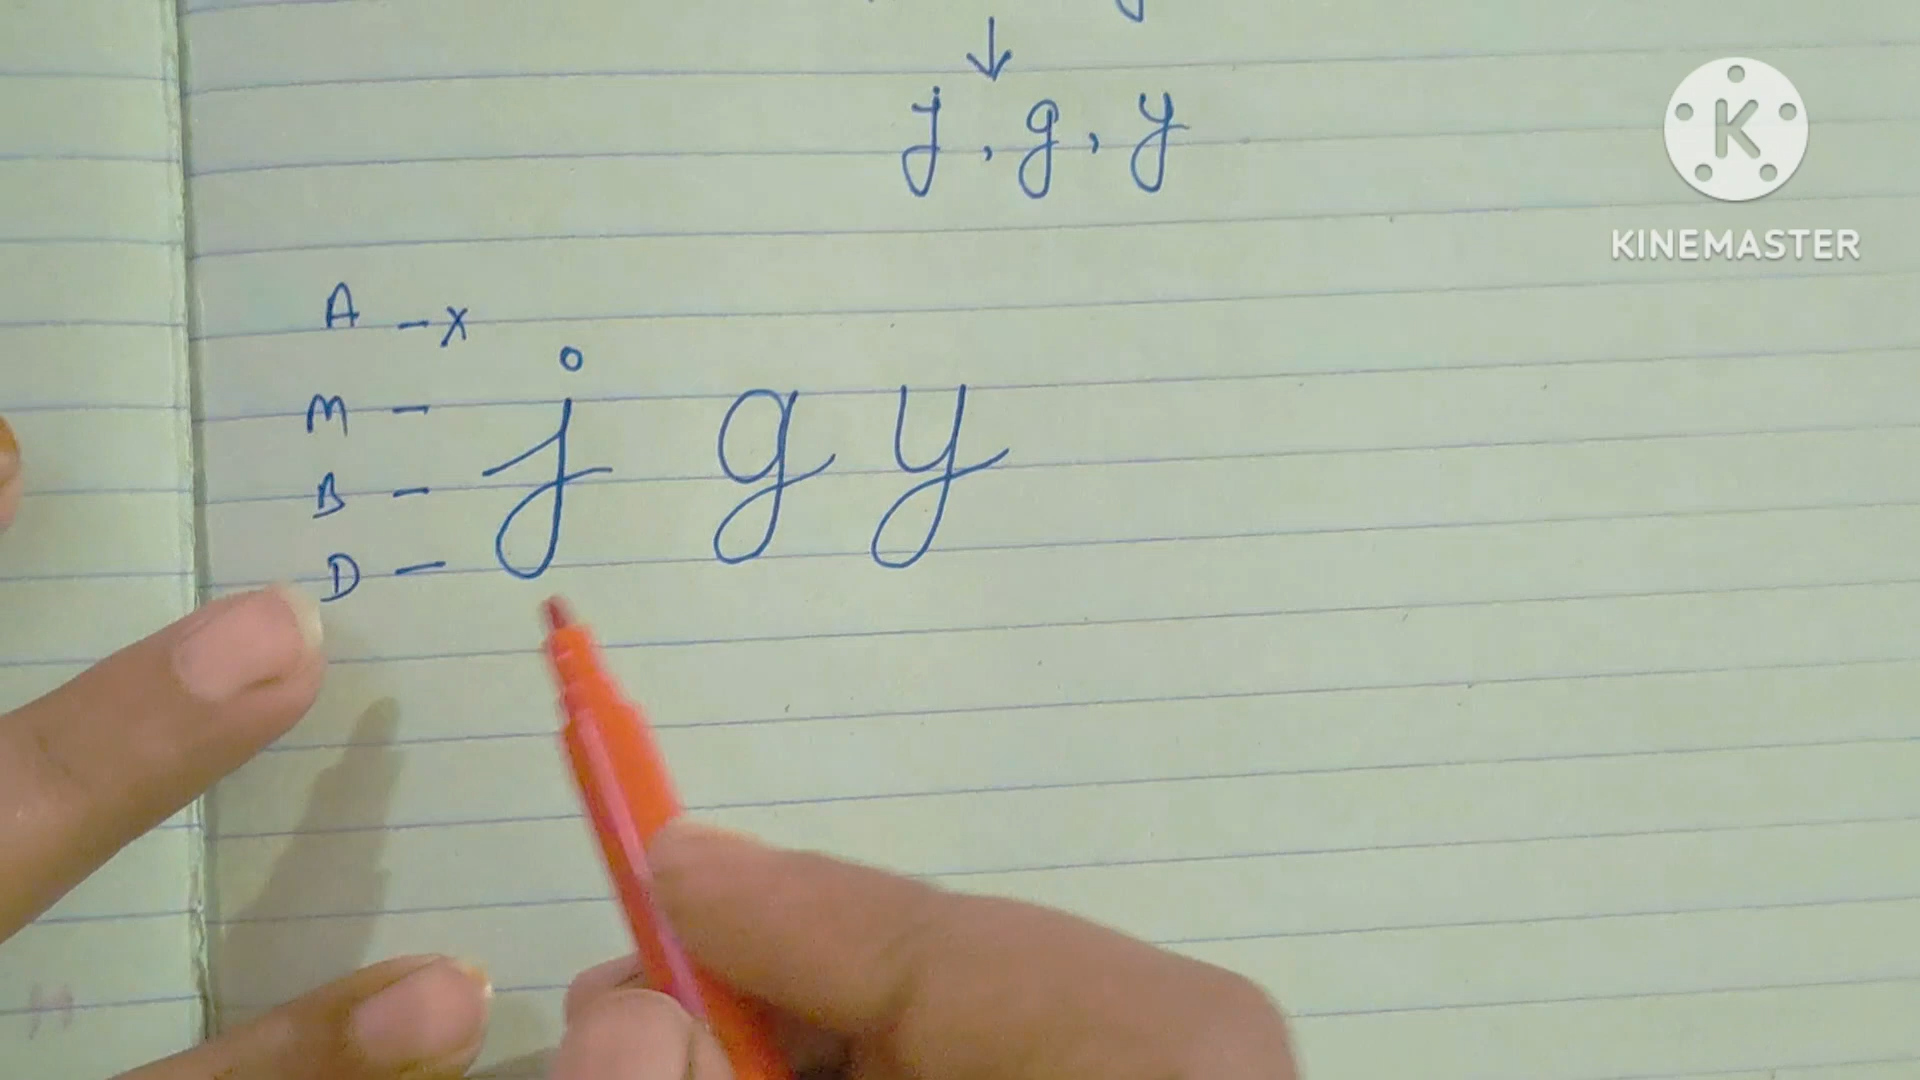 j, g, y
KINEMASTER
A - x
M - j g y
B -
D -